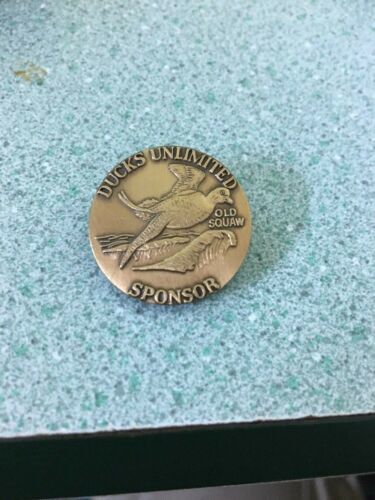 DUCKS UNLIMITED
OLD
SQUAW
SPONSOR